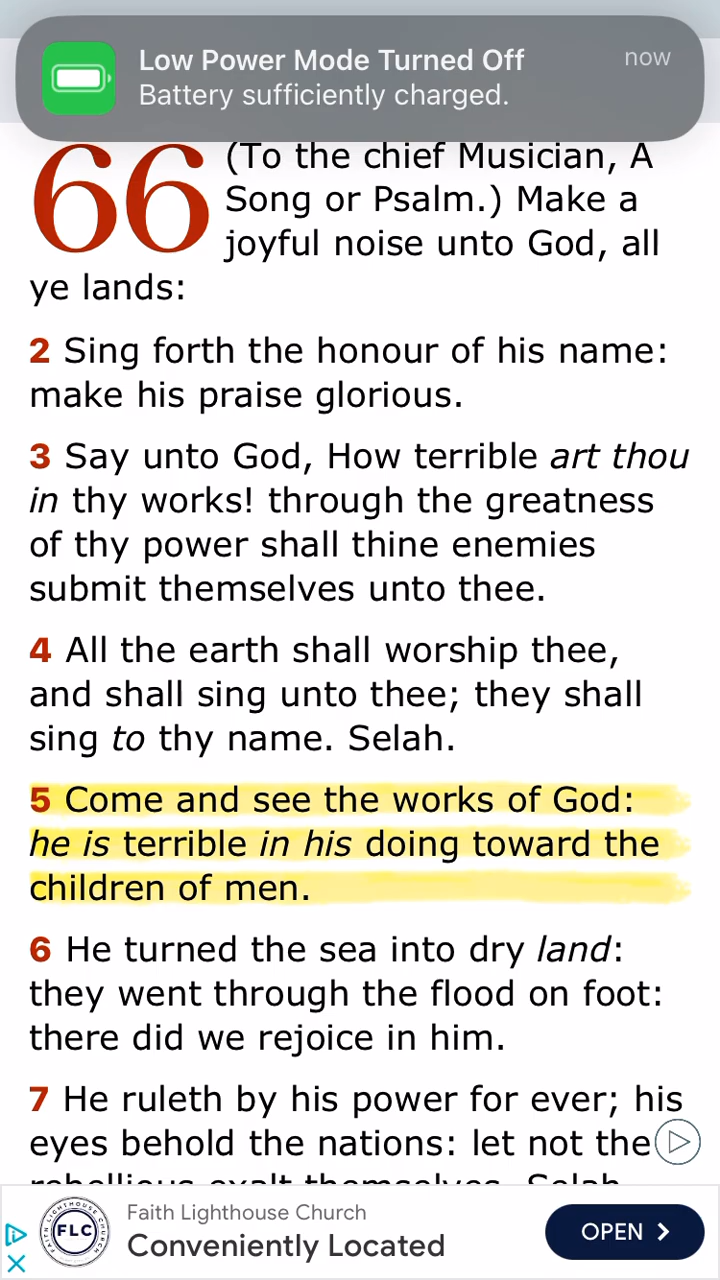 Low Power Mode Turned Off
now
Battery sufficiently charged.
66 (To the chief Musician, A
Song or Psalm.) Make a
joyful noise unto God, all
ye lands:
2 Sing forth the honour of his name:
make his praise glorious.
3 Say unto God, How terrible art thou
in thy works! through the greatness
of thy power shall thine enemies
submit themselves unto thee.
4 All the earth shall worship thee,
and shall sing unto thee; they shall
sing to thy name. Selah.
5 Come and see the works of God:
he is terrible in his doing toward the
children of men.
6 He turned the sea into dry land:
they went through the flood on foot:
there did we rejoice in him.
7 He ruleth by his power for ever; his
eyes behold the nations: let not the
rebellious exalt themselves. Selah.
FAITH LIGHTHOUSE CHURCH
FLC
Faith Lighthouse Church
Conveniently Located
OPEN